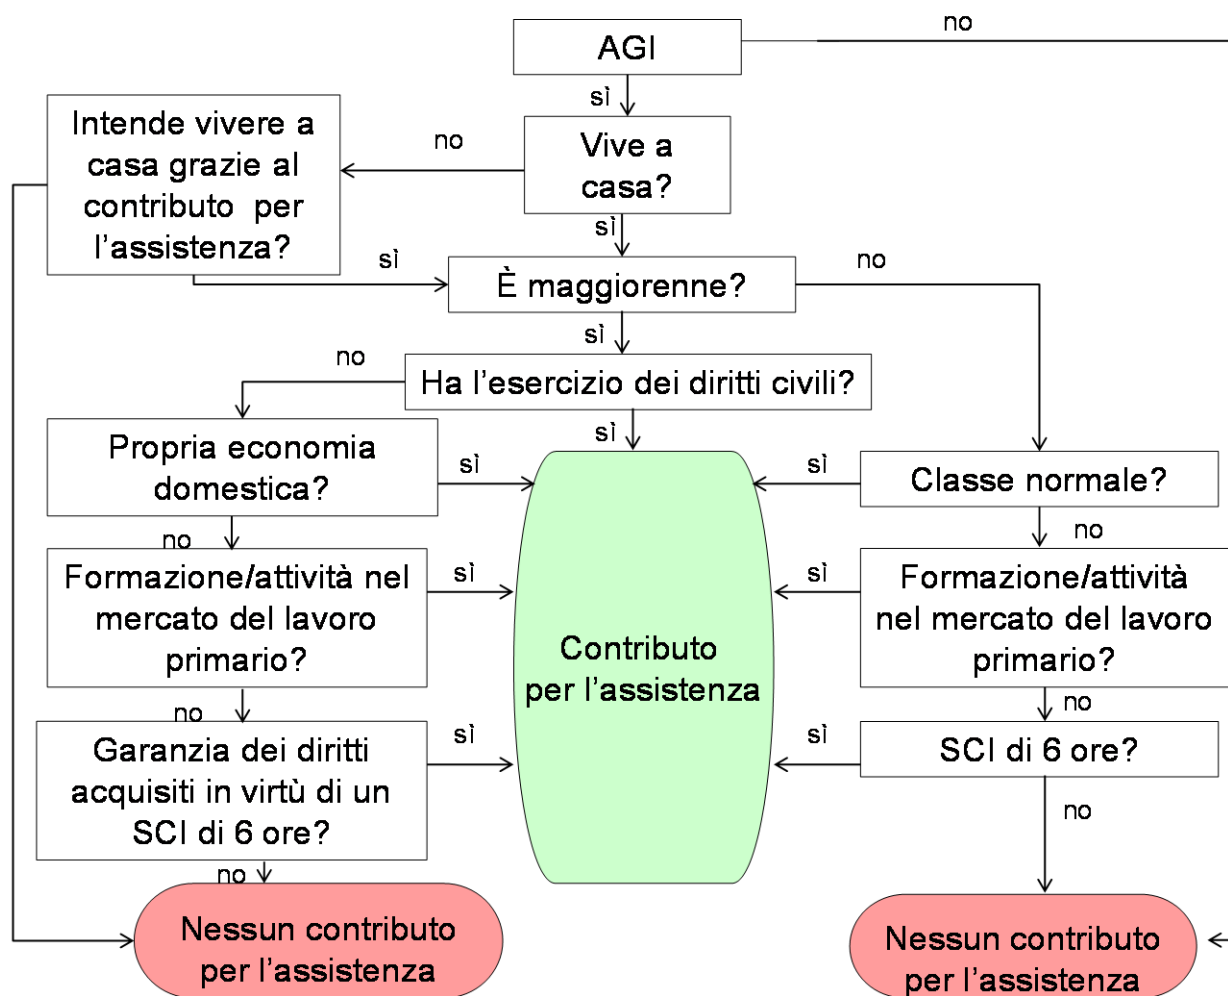 AGI
no
sì
Intende vivere a
casa grazie al
contributo per
l'assistenza?
no
Vive a
casa?
sì
sì
È maggiorenne?
no
sì
no
Ha l'esercizio dei diritti civili?
sì
Propria economia
domestica?
sì
sì
Classe normale?
no
no
Formazione/attività nel
mercato del lavoro
primario?
sì
sì
Formazione/attività
nel mercato del lavoro
primario?
Contributo
per l'assistenza
no
no
Garanzia dei diritti
acquisiti in virtù di un
SCI di 6 ore?
sì
sì
SCI di 6 ore?
no
no
Nessun contributo
per l'assistenza
Nessun contributo
per l'assistenza